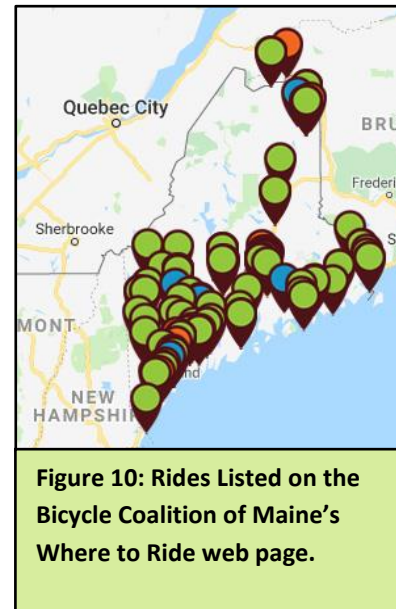 Quebec City
BRU
Frederi
Sherbrooke
S
MONT
nd
NEW
HAMPSHIR
Figure 10: Rides Listed on the
Bicycle Coalition of Maine’s
Where to Ride web page.